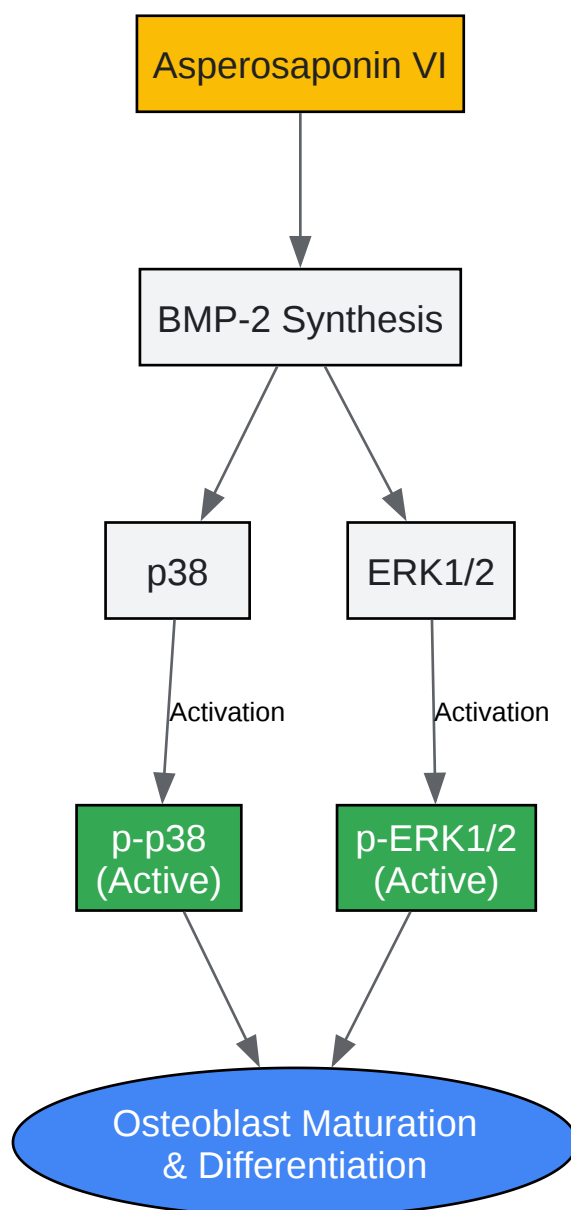 Asperosaponin VI
BMP-2 Synthesis
p38
ERK1/2
Activation
Activation
p-p38
(Active)
p-ERK1/2
(Active)
Osteoblast Maturation
& Differentiation